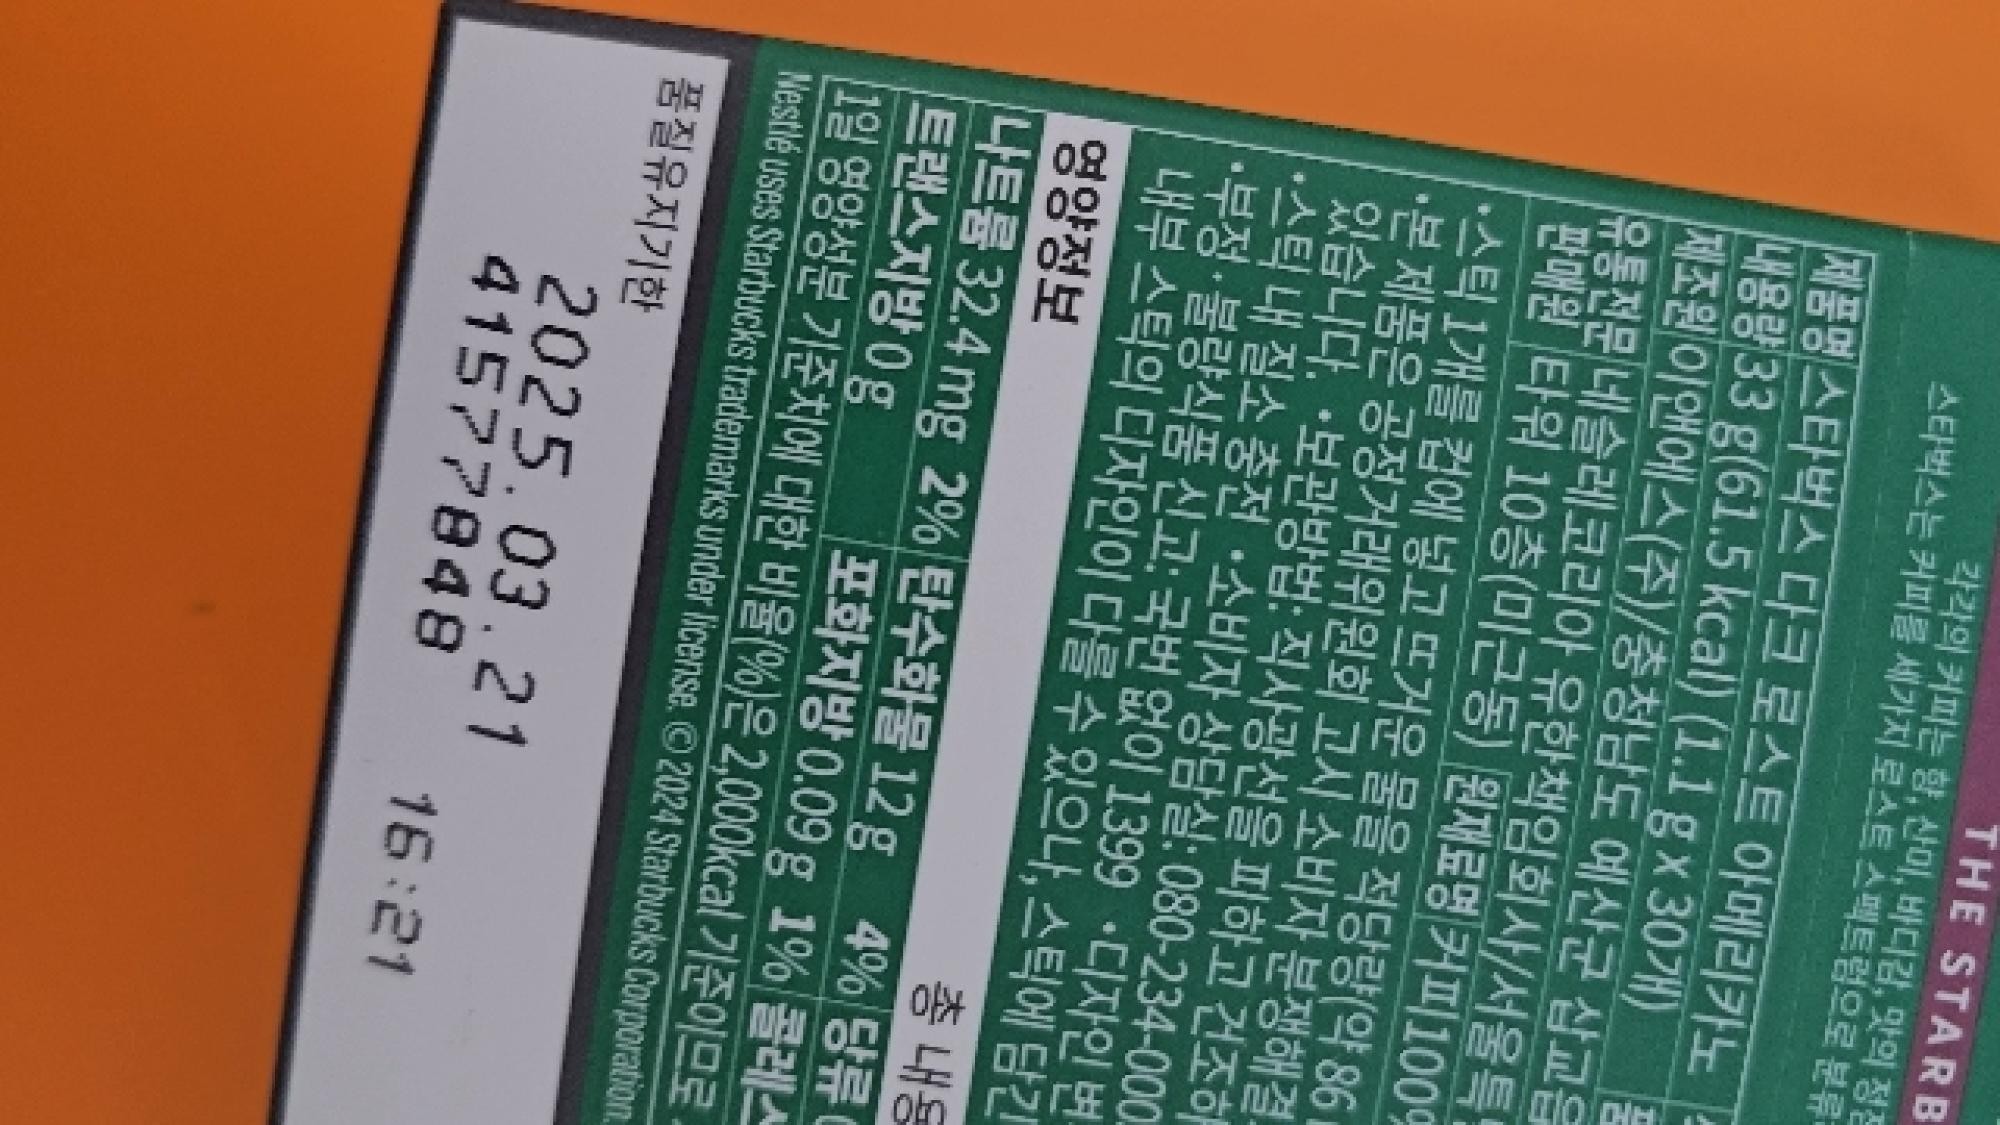 THE STARB
각각의 커피는 향, 산미, 바디감, 맛의 정점
스타벅스는 커피를 세가지 로스트 스펙트럼으로 분류
제품명 스타벅스 다크 로스트 아메리카노
내용량 33 g(61.5 kcal) (1.1 g x 30개)
제조원 이앤에스(주)/충청남도 예산군 삽교읍
유통전문판매원 네슬레코리아 유한책임회사/서울특
타워 10층(미근동) 원재료명 커피100%
•스틱 1개를 컵에 넣고 뜨거운 물을 적당량(약 86
•본 제품은 공정거래위원회 고시 소비자분쟁해결
있습니다. •보관방법: 직사광선을 피하고 건조하
•스틱 내 질소 충전 •소비자 상담실: 080-234-000
•부정·불량식품 신고: 국번 없이 1399 •디자인 변
내부 스틱의 디자인이 다를 수 있으나, 스틱에 담긴
영양정보 총 내용
나트륨 32.4 mg 2% 탄수화물 12 g 4% 당류
트랜스지방 0 g 포화지방 0.09 g 1% 콜레스
1일 영양성분 기준치에 대한 비율(%)은 2,000kcal 기준이므로
Nestlé uses Starbucks trademarks under license. © 2024 Starbucks Corporation.
품질유지기한
2025.03.21
41577848 16:21